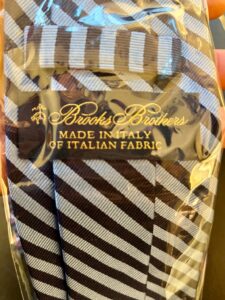 Brooks Brothers
MADE IN ITALY
OF ITALIAN FABRIC